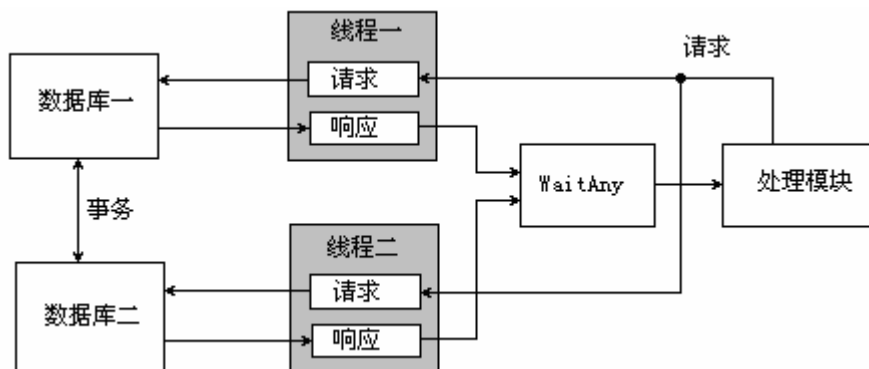 线程一
请求
请求
数据库一
响应
WaitAny
处理模块
事务
线程二
请求
数据库二
响应